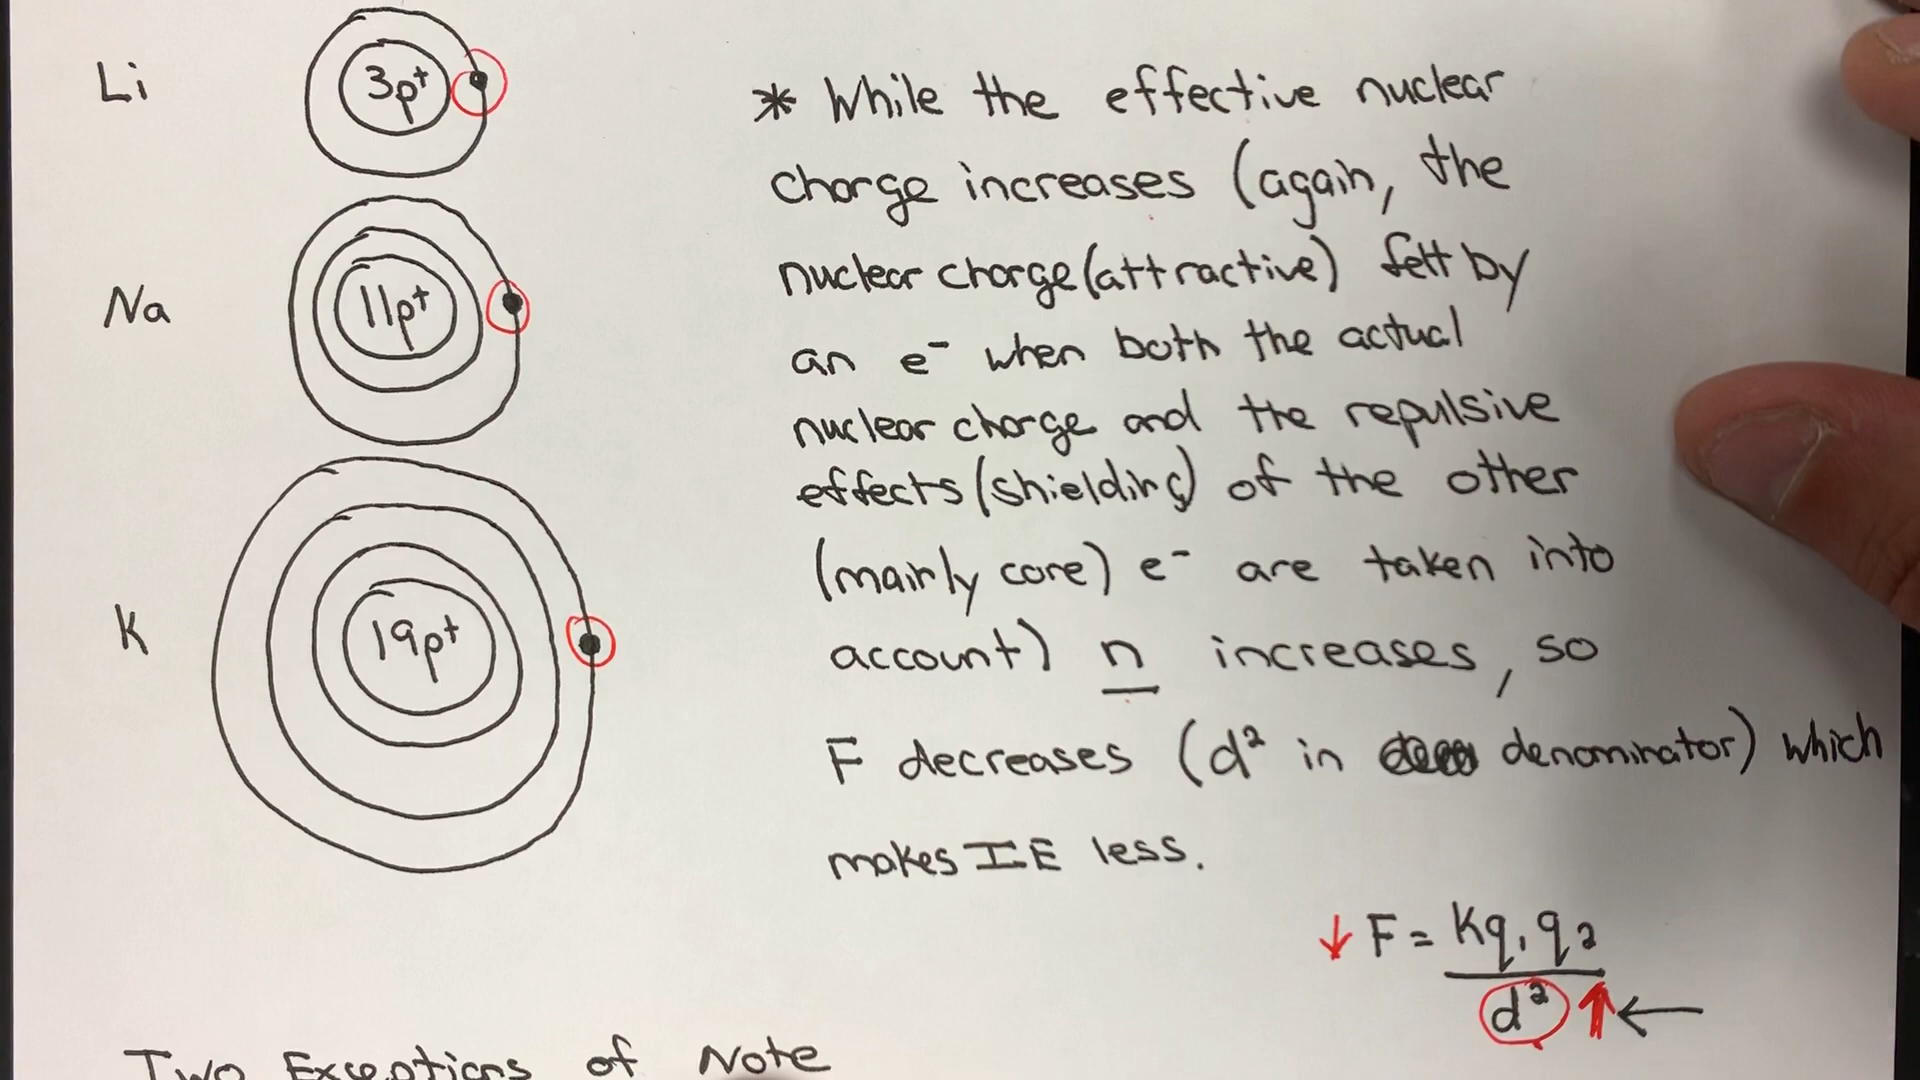 Li
3p⁺
Na
11p⁺
K
19p⁺
* While the effective nuclear
charge increases (again, the
nuclear charge (attractive) felt by
an e⁻ when both the actual
nuclear charge and the repulsive
effects (shielding) of the other
(mainly core) e⁻ are taken into
account) n increases, so
F decreases (d² in denominator) which
makes IE less.
↓ F = Kq₁q₂
d² ↑ ←
Two Exceptions of Note